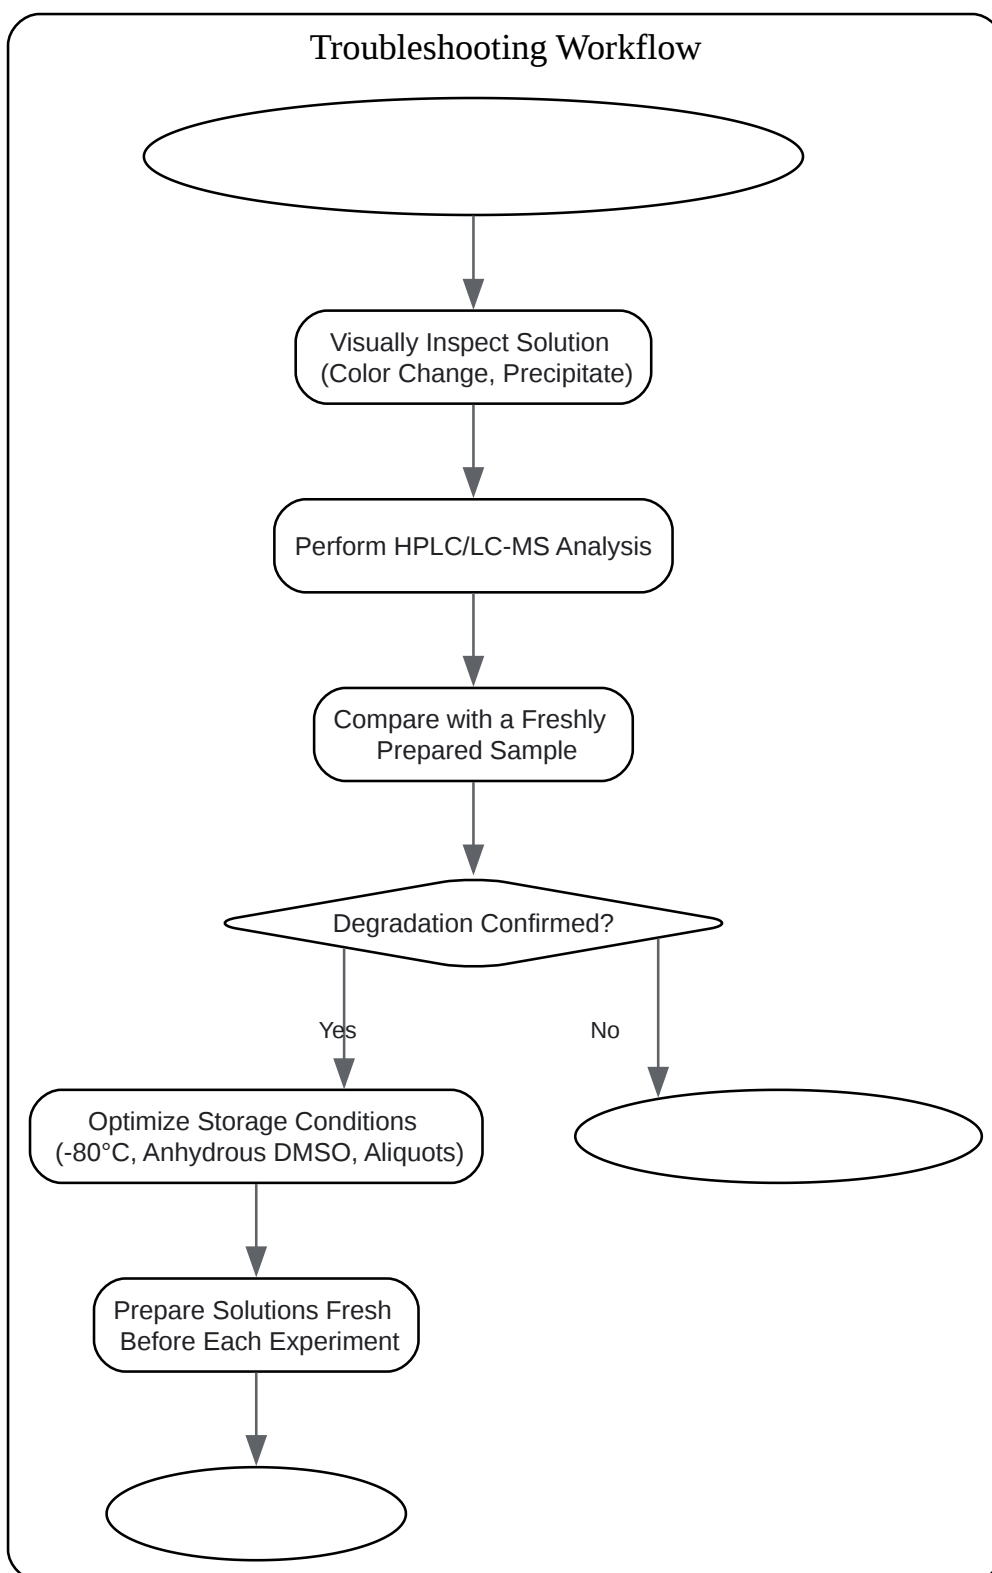 Troubleshooting Workflow
Visually Inspect Solution
(Color Change, Precipitate)
Perform HPLC/LC-MS Analysis
Compare with a Freshly
Prepared Sample
Degradation Confirmed?
Yes
No
Optimize Storage Conditions
(-80°C, Anhydrous DMSO, Aliquots)
Prepare Solutions Fresh
Before Each Experiment